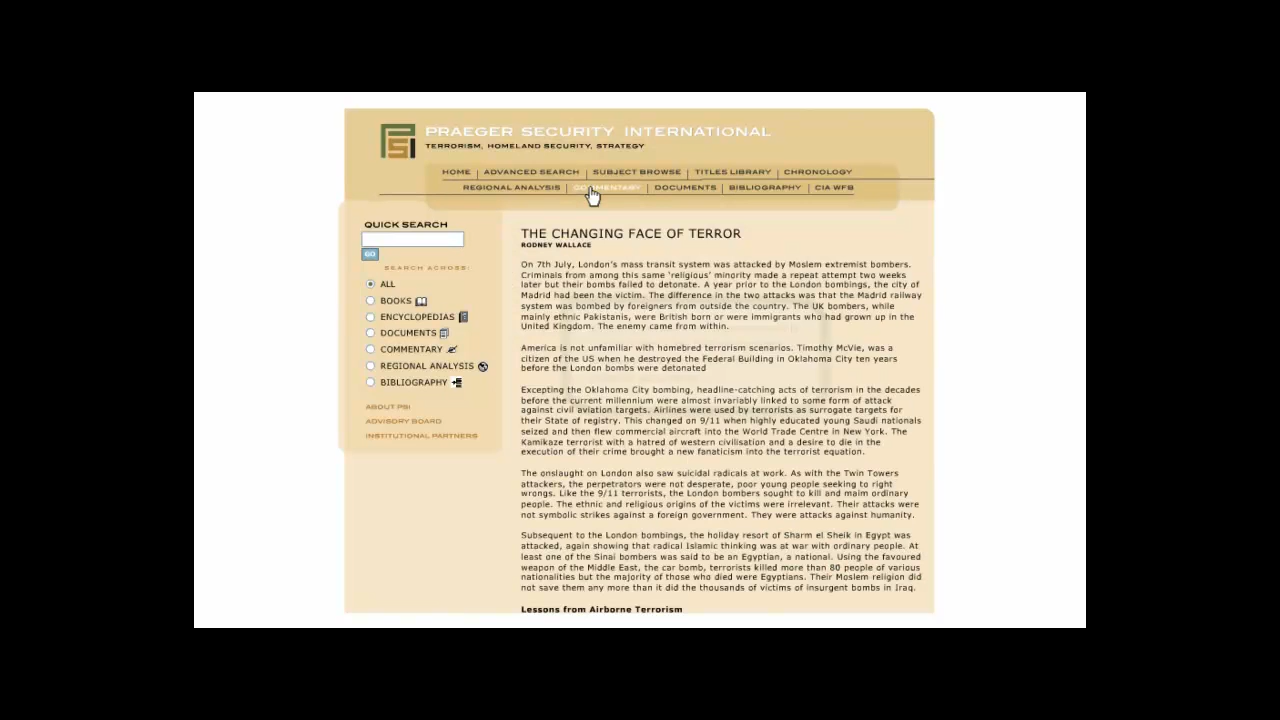 PRAEGER SECURITY INTERNATIONAL
TERRORISM, HOMELAND SECURITY, STRATEGY
HOME | ADVANCED SEARCH | SUBJECT BROWSE | TITLES LIBRARY | CHRONOLOGY
REGIONAL ANALYSIS | COMMENTARY | DOCUMENTS | BIBLIOGRAPHY | CIA WFB
QUICK SEARCH
GO
SEARCH ACROSS:
ALL
BOOKS
ENCYCLOPEDIAS
DOCUMENTS
COMMENTARY
REGIONAL ANALYSIS
BIBLIOGRAPHY
ABOUT PSI
ADVISORY BOARD
INSTITUTIONAL PARTNERS
THE CHANGING FACE OF TERROR
RODNEY WALLACE
On 7th July, London's mass transit system was attacked by Moslem extremist bombers.
Criminals from among this same 'religious' minority made a repeat attempt two weeks
later but their bombs failed to detonate. A year prior to the London bombings, the city of
Madrid had been the victim. The difference in the two attacks was that the Madrid railway
system was bombed by foreigners from outside the country. The UK bombers, while
mainly ethnic Pakistanis, were British born or were immigrants who had grown up in the
United Kingdom. The enemy came from within.
America is not unfamiliar with homebred terrorism scenarios. Timothy McVie, was a
citizen of the US when he destroyed the Federal Building in Oklahoma City ten years
before the London bombs were detonated
Excepting the Oklahoma City bombing, headline-catching acts of terrorism in the decades
before the current millennium were almost invariably linked to some form of attack
against civil aviation targets. Airlines were used by terrorists as surrogate targets for
their State of registry. This changed on 9/11 when highly educated young Saudi nationals
seized and then flew commercial aircraft into the World Trade Centre in New York. The
Kamikaze terrorist with a hatred of western civilisation and a desire to die in the
execution of their crime brought a new fanaticism into the terrorist equation.
The onslaught on London also saw suicidal radicals at work. As with the Twin Towers
attackers, the perpetrators were not desperate, poor young people seeking to right
wrongs. Like the 9/11 terrorists, the London bombers sought to kill and maim ordinary
people. The ethnic and religious origins of the victims were irrelevant. Their attacks were
not symbolic strikes against a foreign government. They were attacks against humanity.
Subsequent to the London bombings, the holiday resort of Sharm el Sheik in Egypt was
attacked, again showing that radical Islamic thinking was at war with ordinary people. At
least one of the Sinai bombers was said to be an Egyptian, a national. Using the favoured
weapon of the Middle East, the car bomb, terrorists killed more than 80 people of various
nationalities but the majority of those who died were Egyptians. Their Moslem religion did
not save them any more than it did the thousands of victims of insurgent bombs in Iraq.
Lessons from Airborne Terrorism